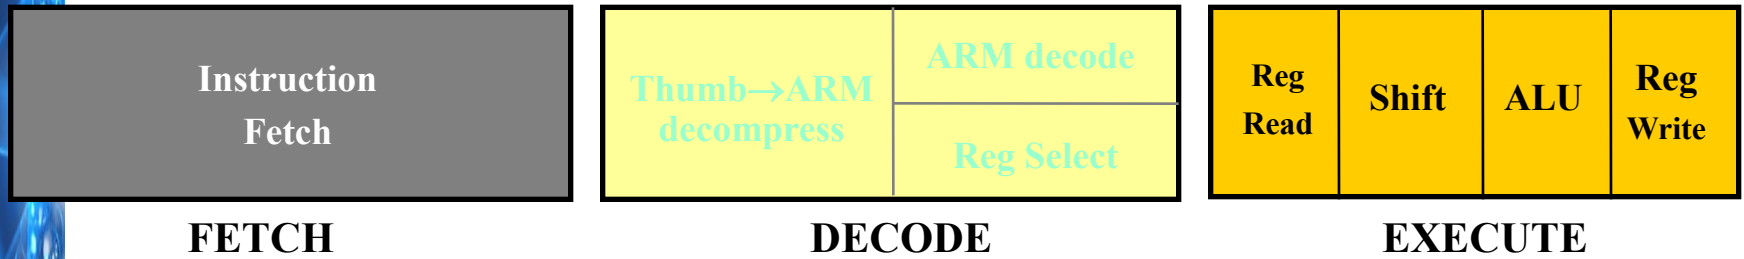 Instruction
Fetch
Thumb→ARM
decompress
ARM decode
Reg Select
Reg
Read
Shift
ALU
Reg
Write
FETCH
DECODE
EXECUTE